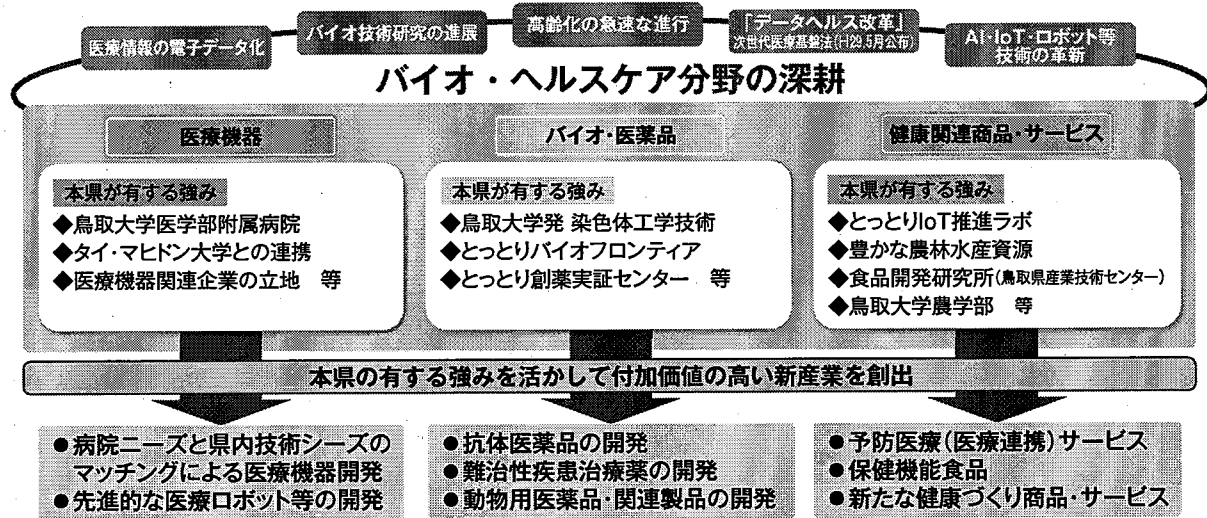 医療情報の電子データ化
バイオ技術研究の進展
高齢化の急速な進行
「データヘルス改革」
次世代医療基盤法(H29.5月公布)
AI・IoT・ロボット等
技術の革新
バイオ・ヘルスケア分野の深耕
医療機器
本県が有する強み
◆鳥取大学医学部附属病院
◆タイ・マヒドン大学との連携
◆医療機器関連企業の立地 等
バイオ・医薬品
本県が有する強み
◆鳥取大学発 染色体工学技術
◆とっとりバイオフロンティア
◆とっとり創薬実証センター 等
健康関連商品・サービス
本県が有する強み
◆とっとりIoT推進ラボ
◆豊かな農林水産資源
◆食品開発研究所(鳥取県産業技術センター)
◆鳥取大学農学部 等
本県の有する強みを活かして付加価値の高い新産業を創出
●病院ニーズと県内技術シーズの
マッチングによる医療機器開発
●先進的な医療ロボット等の開発
●抗体医薬品の開発
●難治性疾患治療薬の開発
●動物用医薬品・関連製品の開発
●予防医療(医療連携)サービス
●保健機能食品
●新たな健康づくり商品・サービス